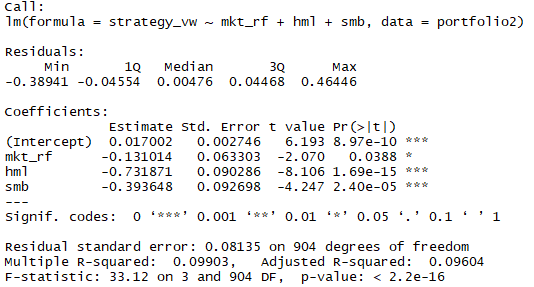 Call:
lm(formula = strategy_vw ~ mkt_rf + hml + smb, data = portfolio2)
Residuals:
Min 1Q Median 3Q Max
-0.38941 -0.04554 0.00476 0.04468 0.46446
Coefficients:
Estimate Std. Error t value Pr(>|t|)
(Intercept) 0.017002 0.002746 6.193 8.97e-10 ***
mkt_rf -0.131014 0.063303 -2.070 0.0388 *
hml -0.731871 0.090286 -8.106 1.69e-15 ***
smb -0.393648 0.092698 -4.247 2.40e-05 ***
---
Signif. codes: 0 ‘***’ 0.001 ‘**’ 0.01 ‘*’ 0.05 ‘.’ 0.1 ‘ ’ 1
Residual standard error: 0.08135 on 904 degrees of freedom
Multiple R-squared: 0.09903, Adjusted R-squared: 0.09604
F-statistic: 33.12 on 3 and 904 DF, p-value: < 2.2e-16